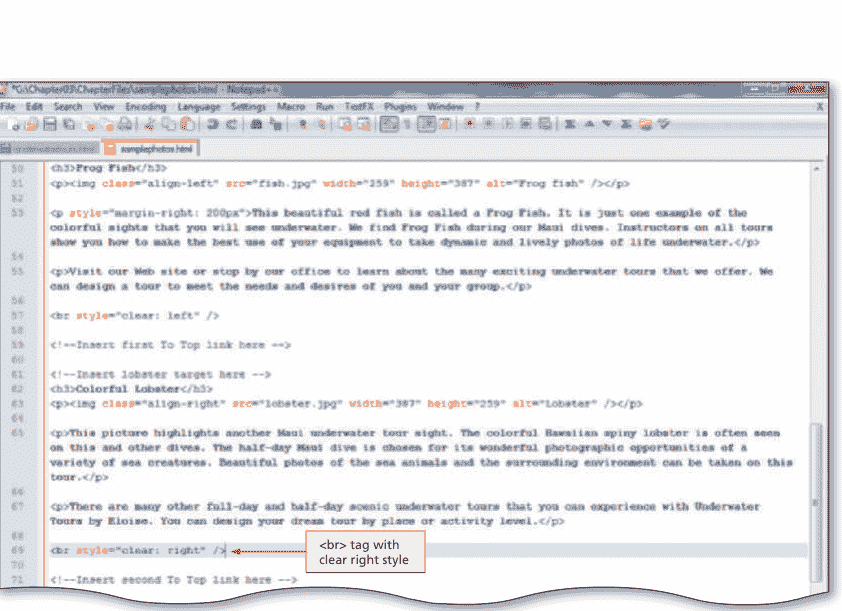 *G:\Chapter03\ChapterFiles\samplephotos.html - Notepad++
File Edit Search View Encoding Language Settings Macro Run TextFX Plugins Window ? X
samplephotos.html
50 <h3>Frog Fish</h3>
51 <p><img class="align-left" src="fish.jpg" width="259" height="387" alt="Frog fish" /></p>
52
53 <p style="margin-right: 200px">This beautiful red fish is called a Frog Fish. It is just one example of the
colorful sights that you will see underwater. We find Frog Fish during our Maui dives. Instructors on all tours
show you how to make the best use of your equipment to take dynamic and lively photos of life underwater.</p>
54
55 <p>Visit our Web site or stop by our office to learn about the many exciting underwater tours that we offer. We
can design a tour to meet the needs and desires of you and your group.</p>
56
57 <br style="clear: left" />
58
59 <!--Insert first To Top link here -->
60
61 <!--Insert lobster target here -->
62 <h3>Colorful Lobster</h3>
63 <p><img class="align-right" src="lobster.jpg" width="387" height="259" alt="Lobster" /></p>
64
65 <p>This picture highlights another Maui underwater tour sight. The colorful Hawaiian spiny lobster is often seen
on this and other dives. The half-day Maui dive is chosen for its wonderful photographic opportunities of a
variety of sea creatures. Beautiful photos of the sea animals and the surrounding environment can be taken on this
tour.</p>
66
67 <p>There are many other full-day and half-day scenic underwater tours that you can experience with Underwater
Tours by Eloise. You can design your dream tour by place or activity level.</p>
68
69 <br style="clear: right" />
<br> tag with
clear right style
70
71 <!--Insert second To Top link here -->